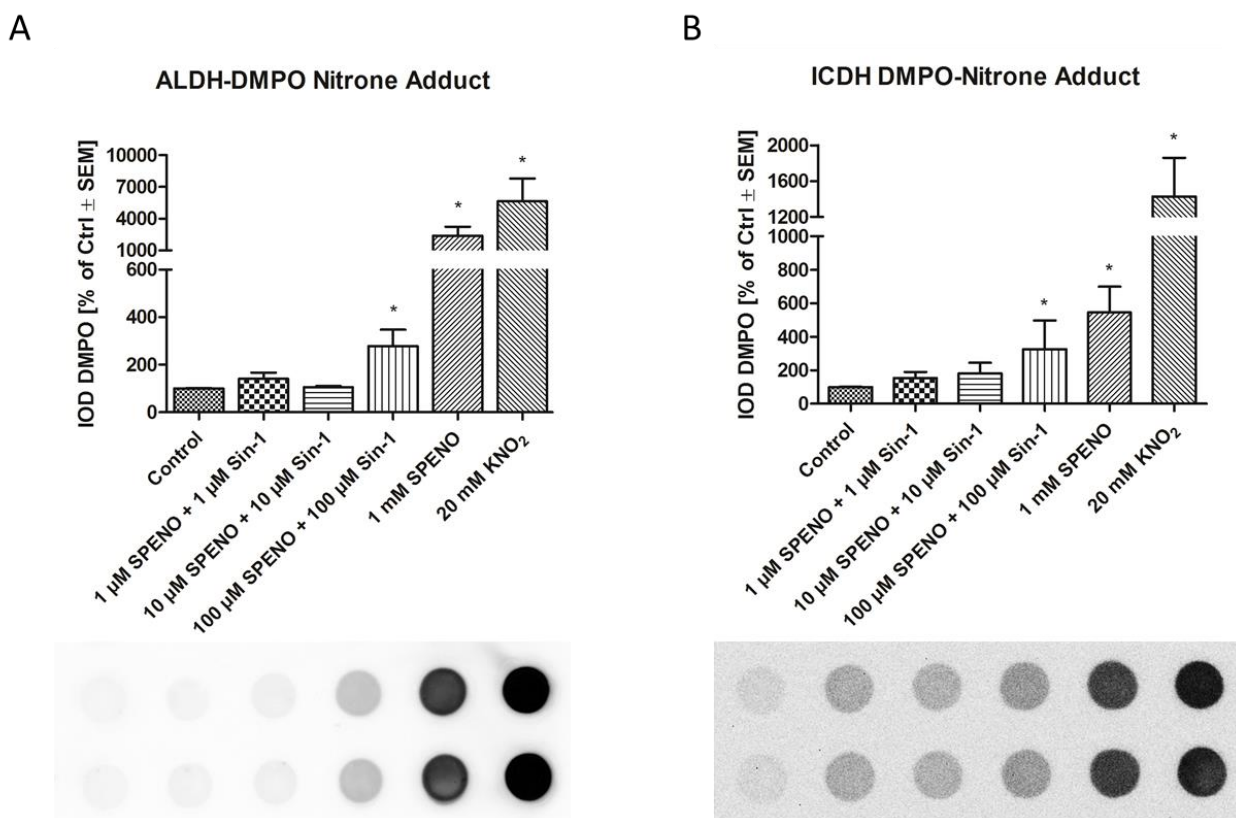 A
ALDH-DMPO Nitrone Adduct
IOD DMPO [% of Ctrl ± SEM]
10000
7000
4000
1000
600
400
200
0
*
*
*
Control
1 µM SPENO + 1 µM Sin-1
10 µM SPENO + 10 µM Sin-1
100 µM SPENO + 100 µM Sin-1
1 mM SPENO
20 mM KNO₂
B
ICDH DMPO-Nitrone Adduct
IOD DMPO [% of Ctrl ± SEM]
2000
1600
1200
1000
800
600
400
200
0
*
*
*
Control
1 µM SPENO + 1 µM Sin-1
10 µM SPENO + 10 µM Sin-1
100 µM SPENO + 100 µM Sin-1
1 mM SPENO
20 mM KNO₂